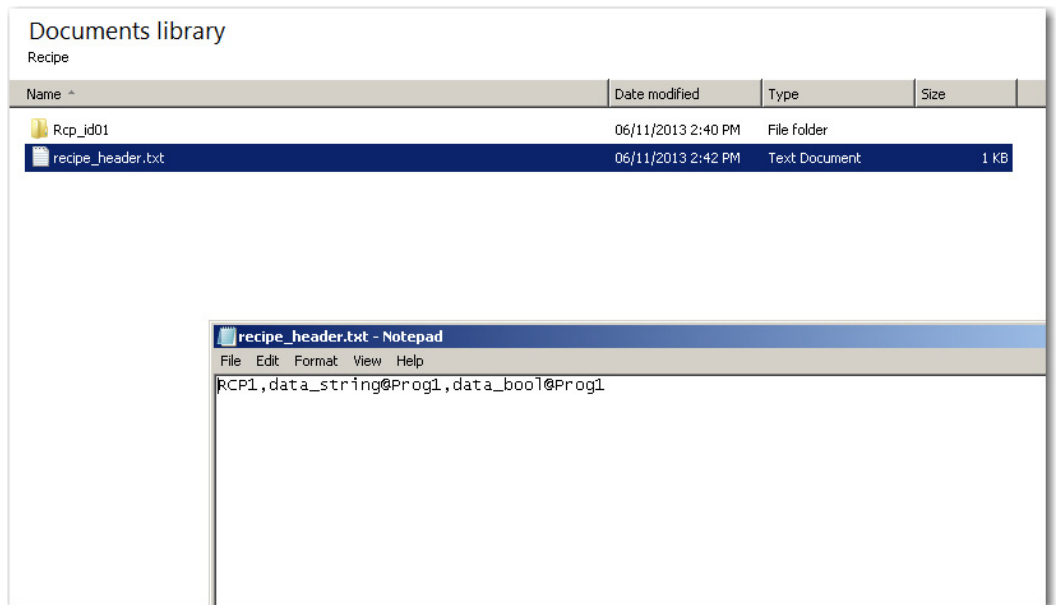 Documents library
Recipe
Name Date modified Type Size
Rcp_id01 06/11/2013 2:40 PM File folder
recipe_header.txt 06/11/2013 2:42 PM Text Document 1 KB
recipe_header.txt - Notepad
File Edit Format View Help
RCP1,data_string@Prog1,data_bool@Prog1